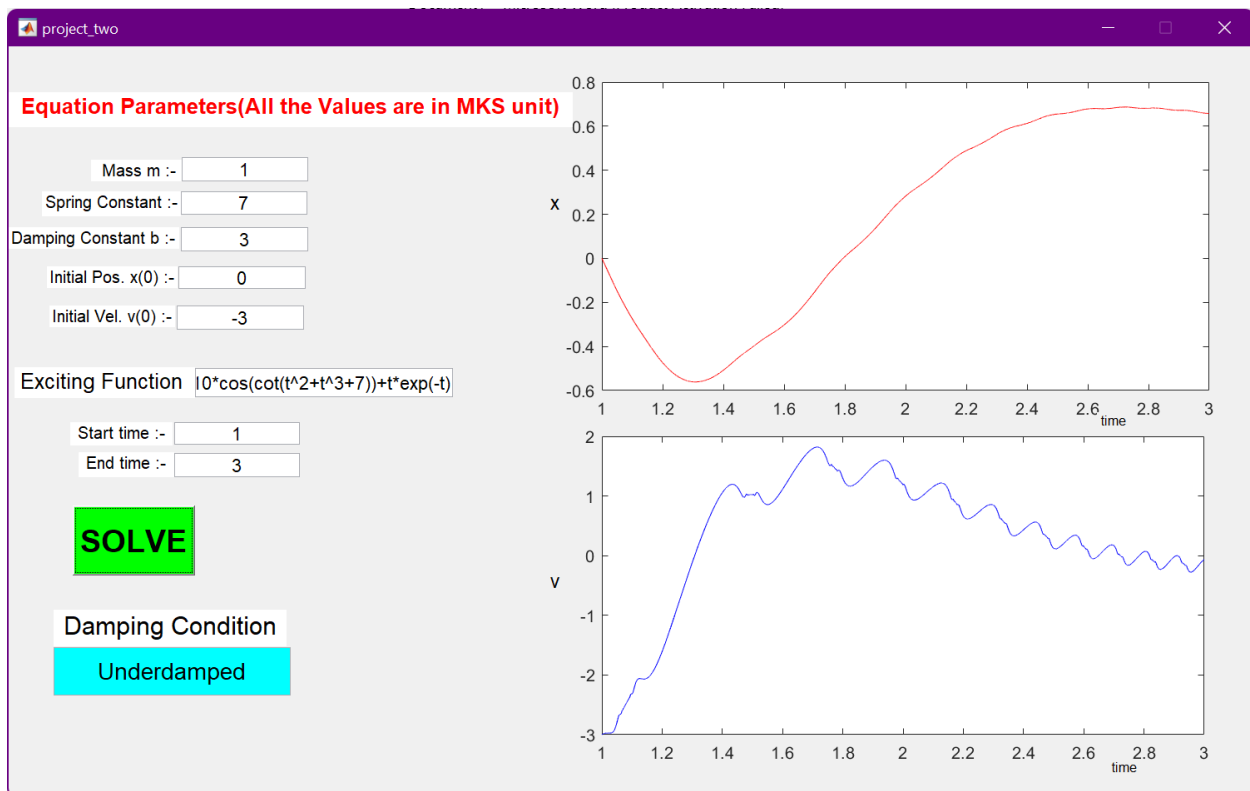 project_two
Equation Parameters(All the Values are in MKS unit)
Mass m :- 1
Spring Constant :- 7
Damping Constant b :- 3
Initial Pos. x(0) :- 0
Initial Vel. v(0) :- -3
Exciting Function 10*cos(cot(t^2+t^3+7))+t*exp(-t)
Start time :- 1
End time :- 3
SOLVE
Damping Condition
Underdamped
0.8
0.6
0.4
x
0.2
0
-0.2
-0.4
-0.6
1 1.2 1.4 1.6 1.8 2 2.2 2.4 2.6 2.8 3
time
2
1
0
v
-1
-2
-3
1 1.2 1.4 1.6 1.8 2 2.2 2.4 2.6 2.8 3
time